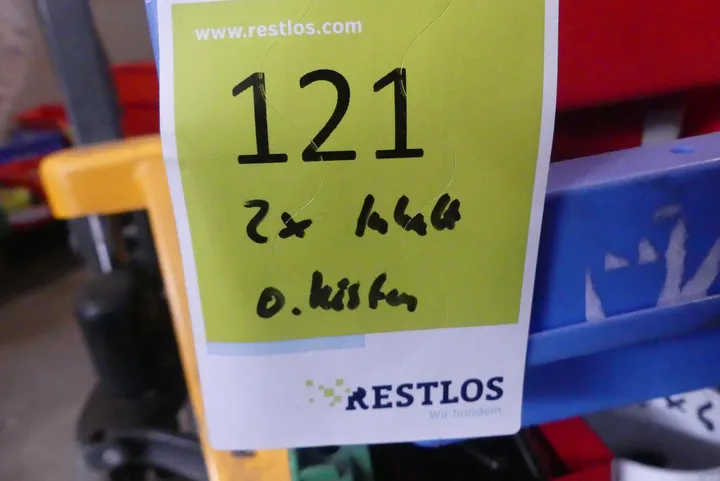 www.restlos.com
121
2x Inhalt
o. Kisten
RESTLOS
Wir handeln.